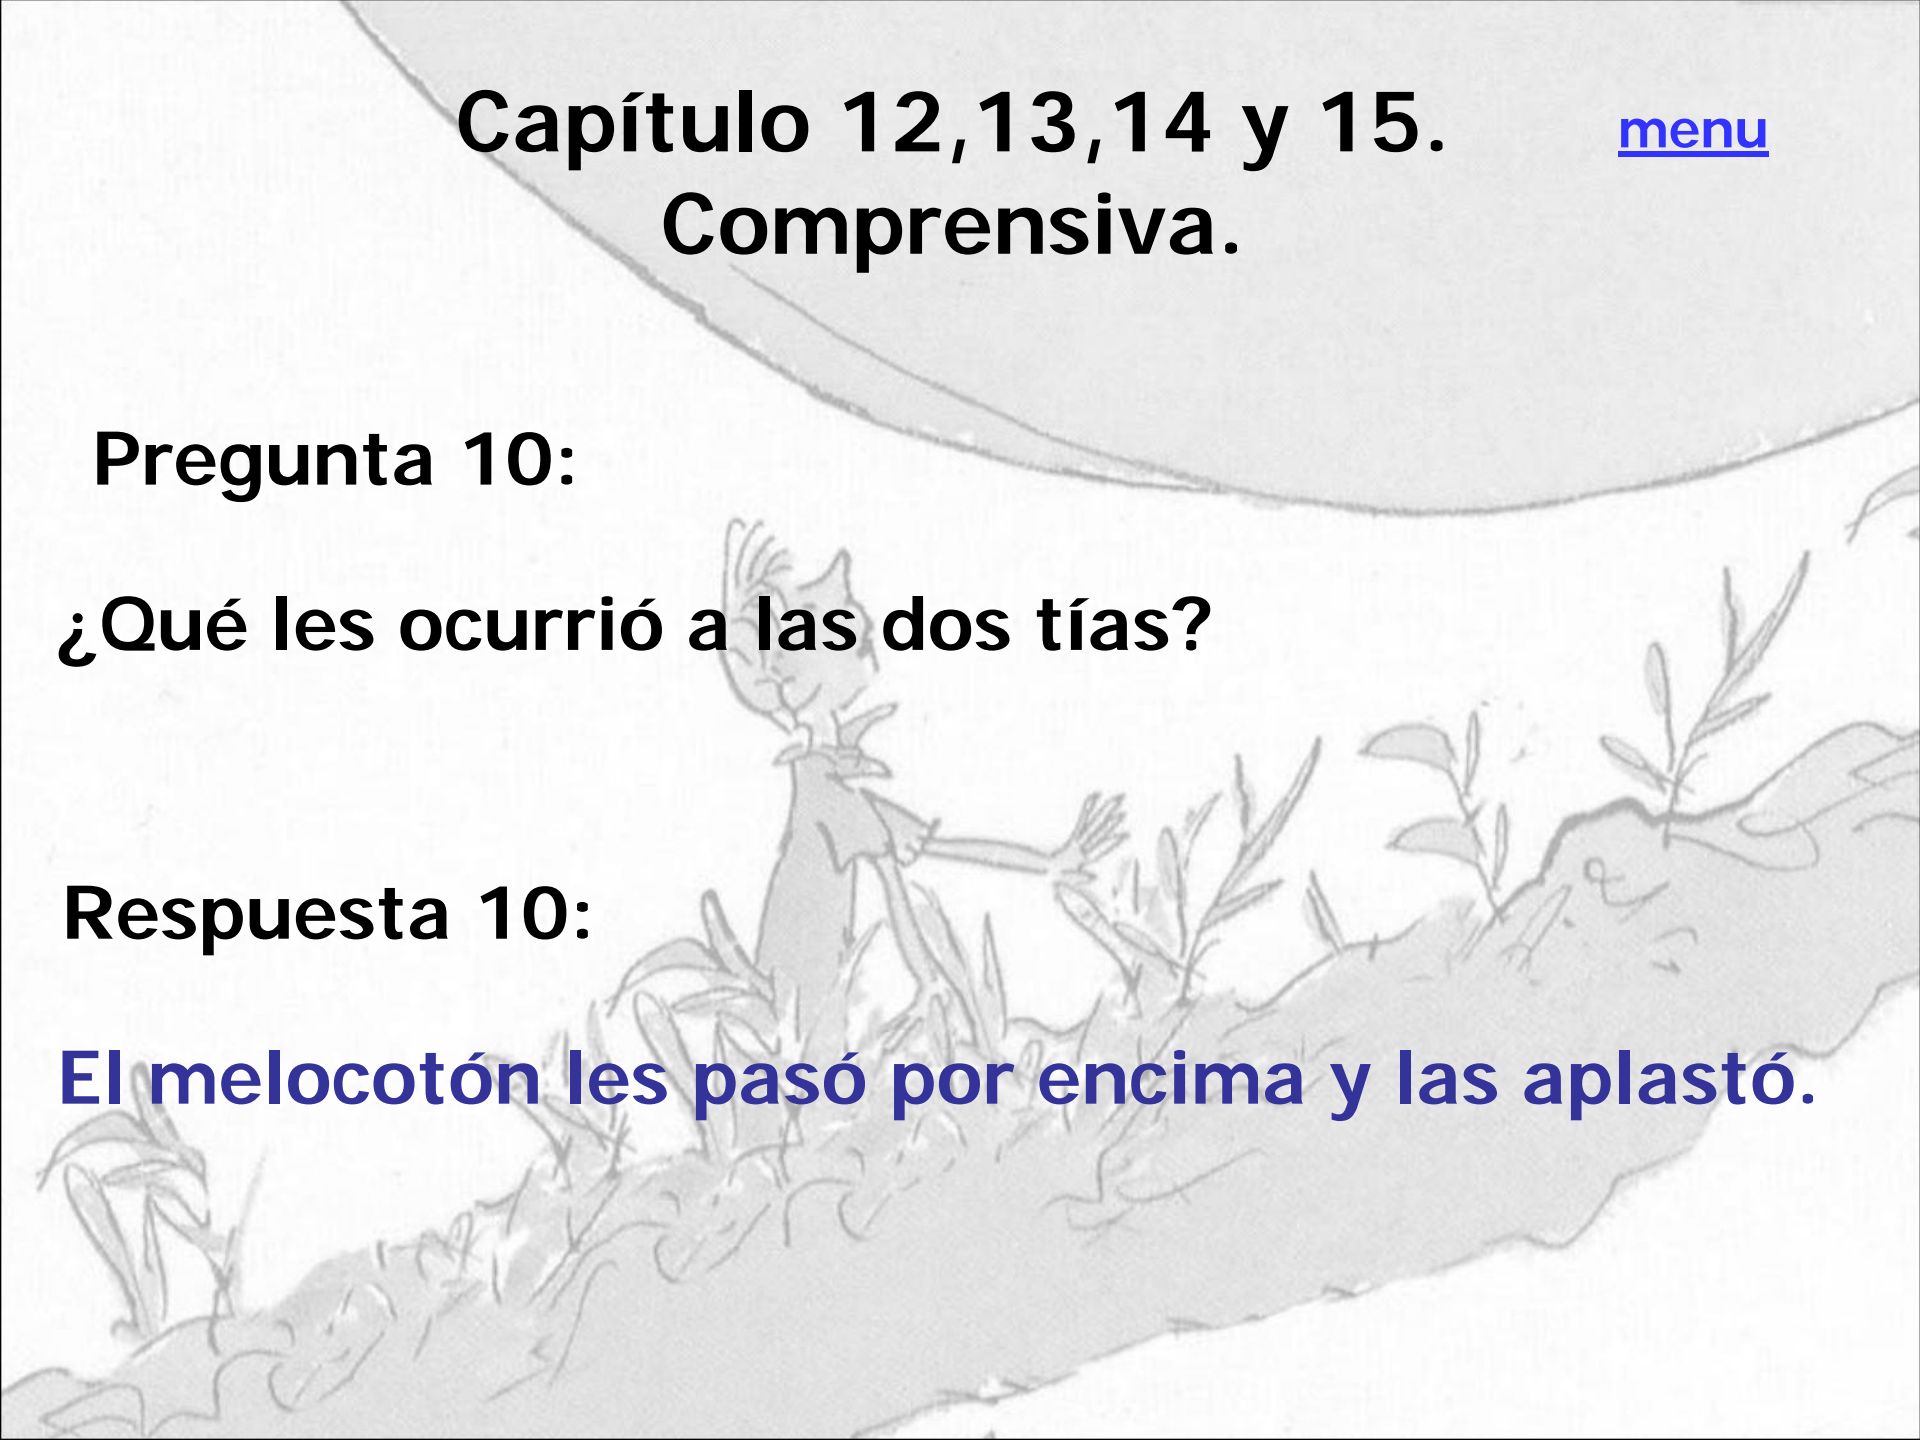 Capítulo 12,13,14 y 15.
menu
Comprensiva.
Pregunta 10:
¿Qué les ocurrió a las dos tías?
Respuesta 10:
El melocotón les pasó por encima y las aplastó.